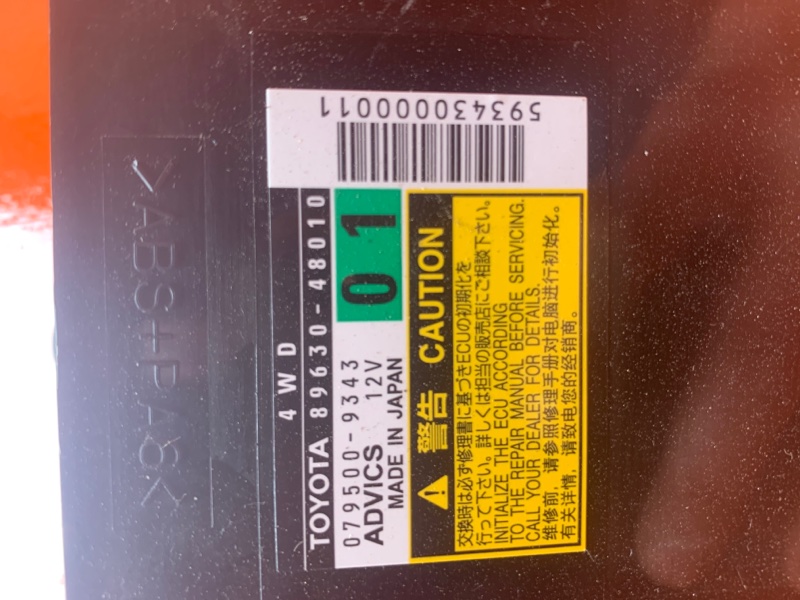 >ABS+PA6<
4WD
TOYOTA 89630-48010
079500-9343
ADVICS 12V
MADE IN JAPAN
01
59343000011
警告 CAUTION
交換時は必ず修理書に基づきECUの初期化を
行って下さい。詳しくは担当の販売店にご相談下さい。
INITIALIZE THE ECU ACCORDING
TO THE REPAIR MANUAL BEFORE SERVICING.
CALL YOUR DEALER FOR DETAILS.
维修前，请参照修理手册对电脑进行初始化。
有关详情，请致电您的经销商。